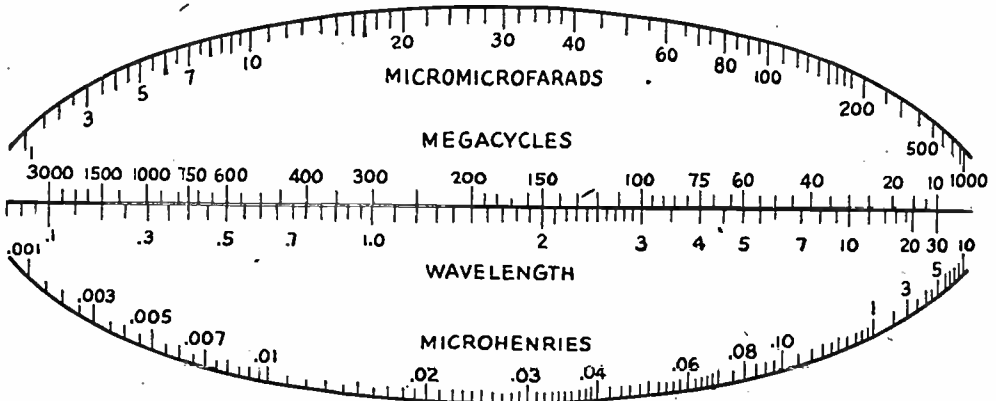 1 3 5 7 10 20 30 40 60 80 100 200 500 1000
MICROMICROFARADS
MEGACYCLES
3000 1500 1000 750 600 400 300 200 150 100 75 60 40 20 10
.1 .3 .5 .7 1.0 2 3 4 5 7 10 20 30
WAVELENGTH
.001 .003 .005 .007 .01 .02 .03 .04 .06 .08 .10 1 3 5 10
MICROHENRIES